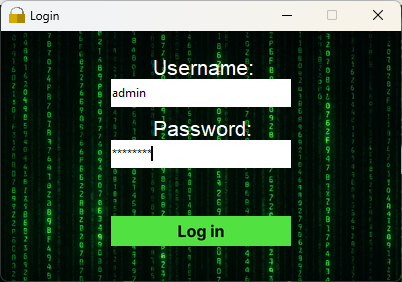 Login
Username:
admin
Password:
********
Log in